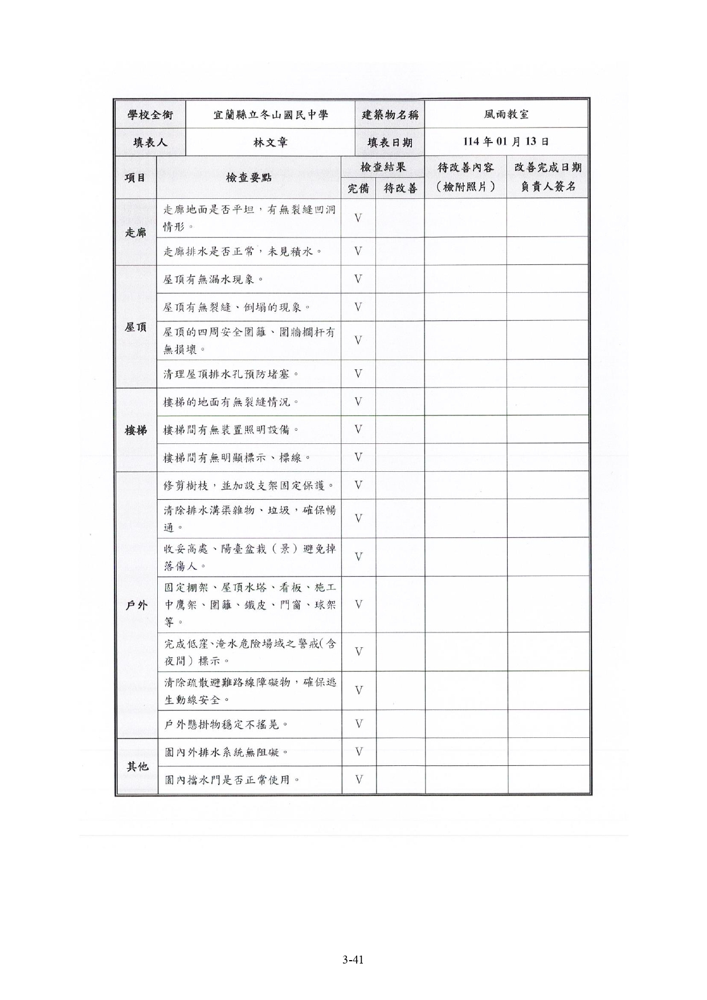 學校全銜 宜蘭縣立冬山國民中學 建築物名稱 風雨教室
填表人 林文章 填表日期 114 年 01 月 13 日
項目 檢查要點 檢查結果 待改善內容 改善完成日期
完備 待改善 （檢附照片） 負責人簽名
走廊
走廊地面是否平坦，有無裂縫凹洞
情形。 V
走廊排水是否正常，未見積水。 V
屋頂
屋頂有無漏水現象。 V
屋頂有無裂縫、倒塌的現象。 V
屋頂的四周安全圍籬、圍牆欄杆有
無損壞。 V
清理屋頂排水孔預防堵塞。 V
樓梯
樓梯的地面有無裂縫情況。 V
樓梯間有無裝置照明設備。 V
樓梯間有無明顯標示、標線。 V
戶外
修剪樹枝，並加設支架固定保護。 V
清除排水溝渠雜物、垃圾，確保暢
通。 V
收妥高處、陽臺盆栽（景）避免掉
落傷人。 V
固定棚架、屋頂水塔、看板、施工
中鷹架、圍籬、鐵皮、門窗、球架 V
等。
完成低窪、淹水危險場域之警戒（含
夜間）標示。 V
清除疏散避難路線障礙物，確保逃
生動線安全。 V
戶外懸掛物穩定不搖晃。 V
其他
園內外排水系統無阻礙。 V
園內擋水門是否正常使用。 V
3-41